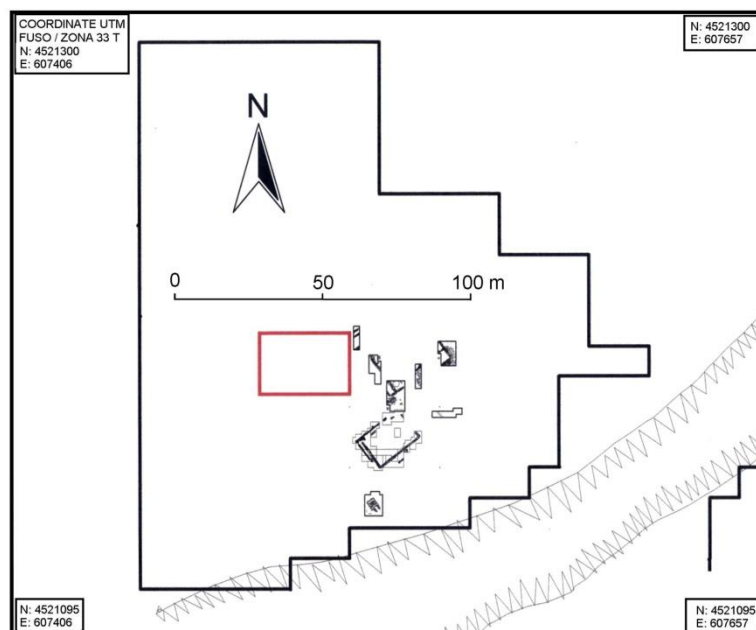 COORDINATE UTM
FUSO / ZONA 33 T
N: 4521300
E: 607406
N: 4521300
E: 607657
N
0 50 100 m
N: 4521095
E: 607406
N: 4521095
E: 607657